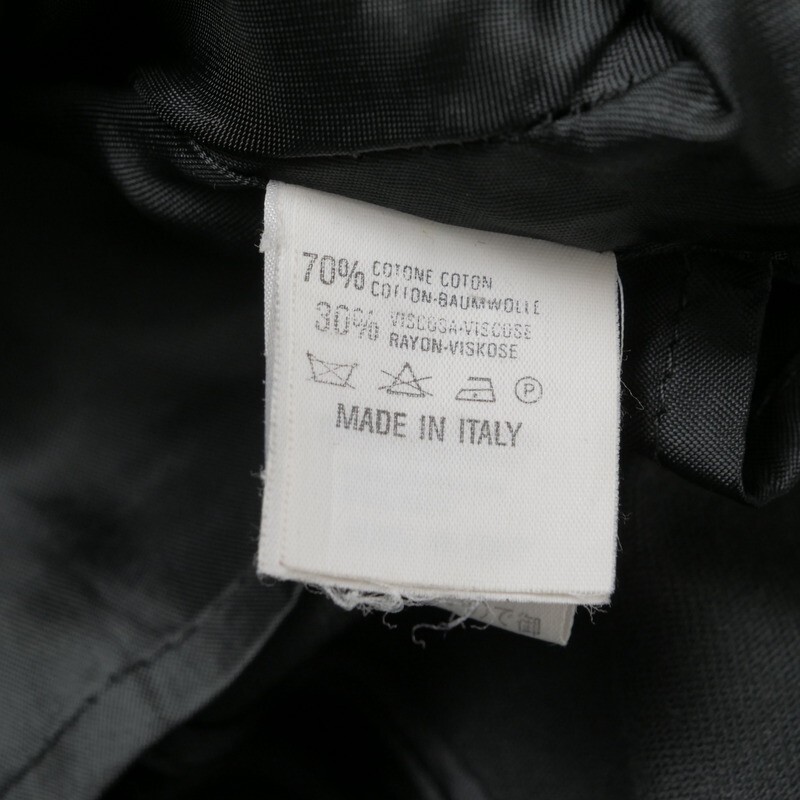 70% COTONE COTON
COTTON-BAUMWOLLE
30% VISCOSA-VISCOSE
RAYON-VISKOSE
P
MADE IN ITALY